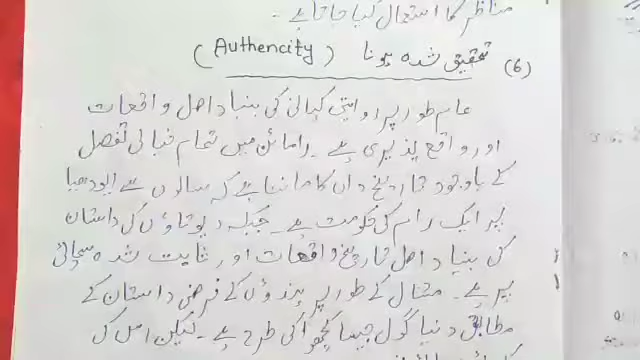 مناظر کا استعمال کیا جاتا ہے ۔
(6) تحقیق شدہ ہونا (Authencity)
عام طور پر روایتی کہانی کی بنیاد اصل واقعات
اور واقع پذیری ہے ۔ رامائن میں تمام خیالی تفصل
کے باوجود تاریخ داں کا ماننا ہے کہ سالوں سے ایودھیا
پر ایک رام کی حکومت ہے ۔ جبکہ دیوتاؤں کی داستان
کی بنیاد اصل تاریخ واقعات اور ثابت شدہ سچائی
پر ہے ۔ مثال کے طور پر ہندوؤں کے فرضی داستان کے
مطابق دنیا گول جیسا کچھوا کی طرح ہے ۔ لیکن اس کی